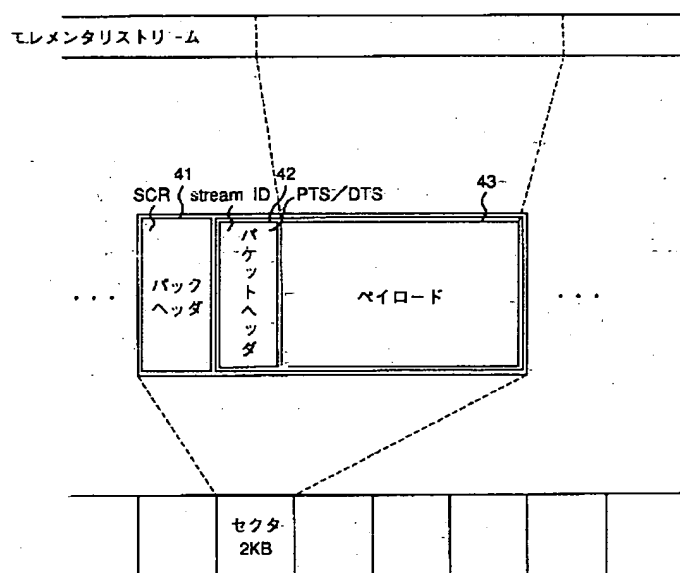 エレメンタリストリーム
41 42 43
SCR stream ID PTS/DTS
パック
ヘッダ
パケットヘッダ
ペイロード
... ...
セクタ
2KB